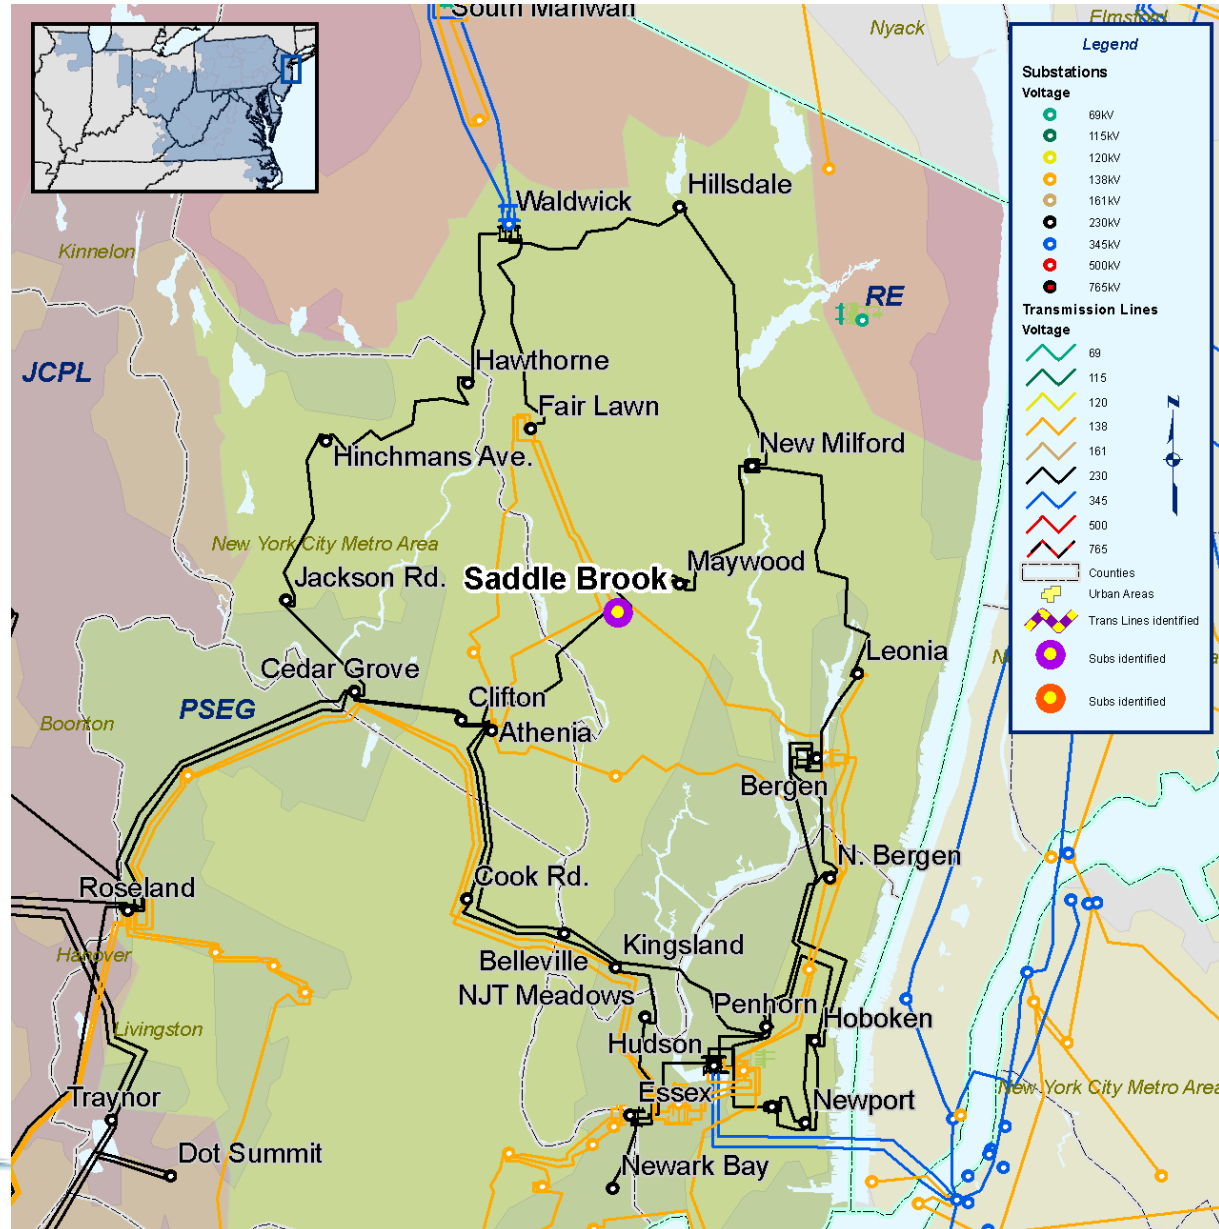 South Mahwah
Nyack
Elmsford
Legend
Substations
Voltage
69kV
115kV
120kV
138kV
161kV
230kV
345kV
500kV
765kV
Transmission Lines
Voltage
69
115
120
138
161
230
345
500
765
Counties
Urban Areas
Trans Lines identified
Subs identified
Subs identified
N
Waldwick
Hillsdale
Kinnelon
RE
JCPL
Hawthorne
Fair Lawn
Hinchmans Ave.
New Milford
New York City Metro Area
Jackson Rd.
Saddle Brook
Maywood
Leonia
Cedar Grove
PSEG
Boonton
Clifton
Athenia
Bergen
N. Bergen
Roseland
Cook Rd.
Hanover
Belleville
Kingsland
NJT Meadows
Penhorn
Livingston
Hudson
Hoboken
Traynor
Essex
Newport
New York City Metro Area
Dot Summit
Newark Bay